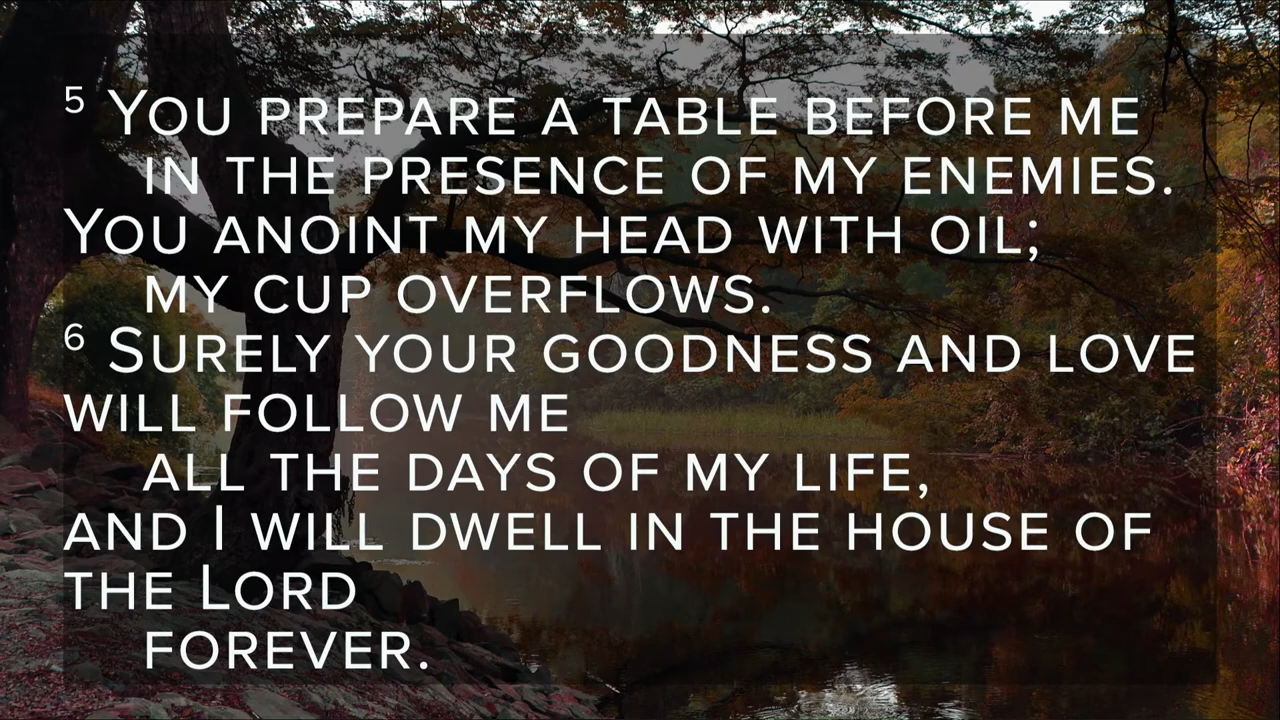 5 You prepare a table before me
in the presence of my enemies.
You anoint my head with oil;
my cup overflows.
6 Surely your goodness and love
will follow me
all the days of my life,
and I will dwell in the house of
the Lord
forever.